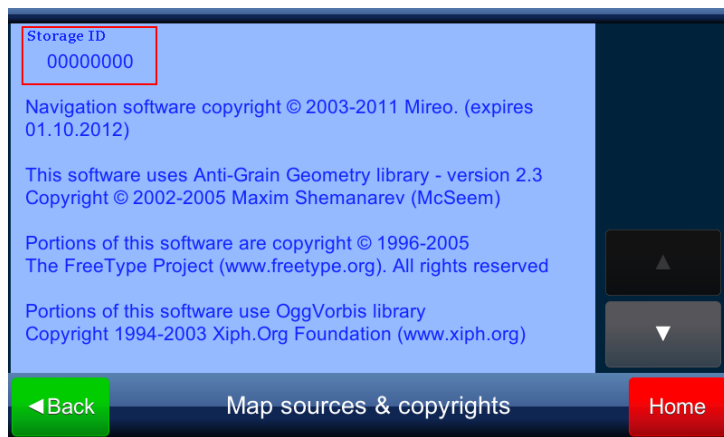 Storage ID
00000000
Navigation software copyright © 2003-2011 Mireo. (expires
01.10.2012)
This software uses Anti-Grain Geometry library - version 2.3
Copyright © 2002-2005 Maxim Shemanarev (McSeem)
Portions of this software are copyright © 1996-2005
The FreeType Project (www.freetype.org). All rights reserved
Portions of this software use OggVorbis library
Copyright 1994-2003 Xiph.Org Foundation (www.xiph.org)
◄Back
Map sources & copyrights
Home